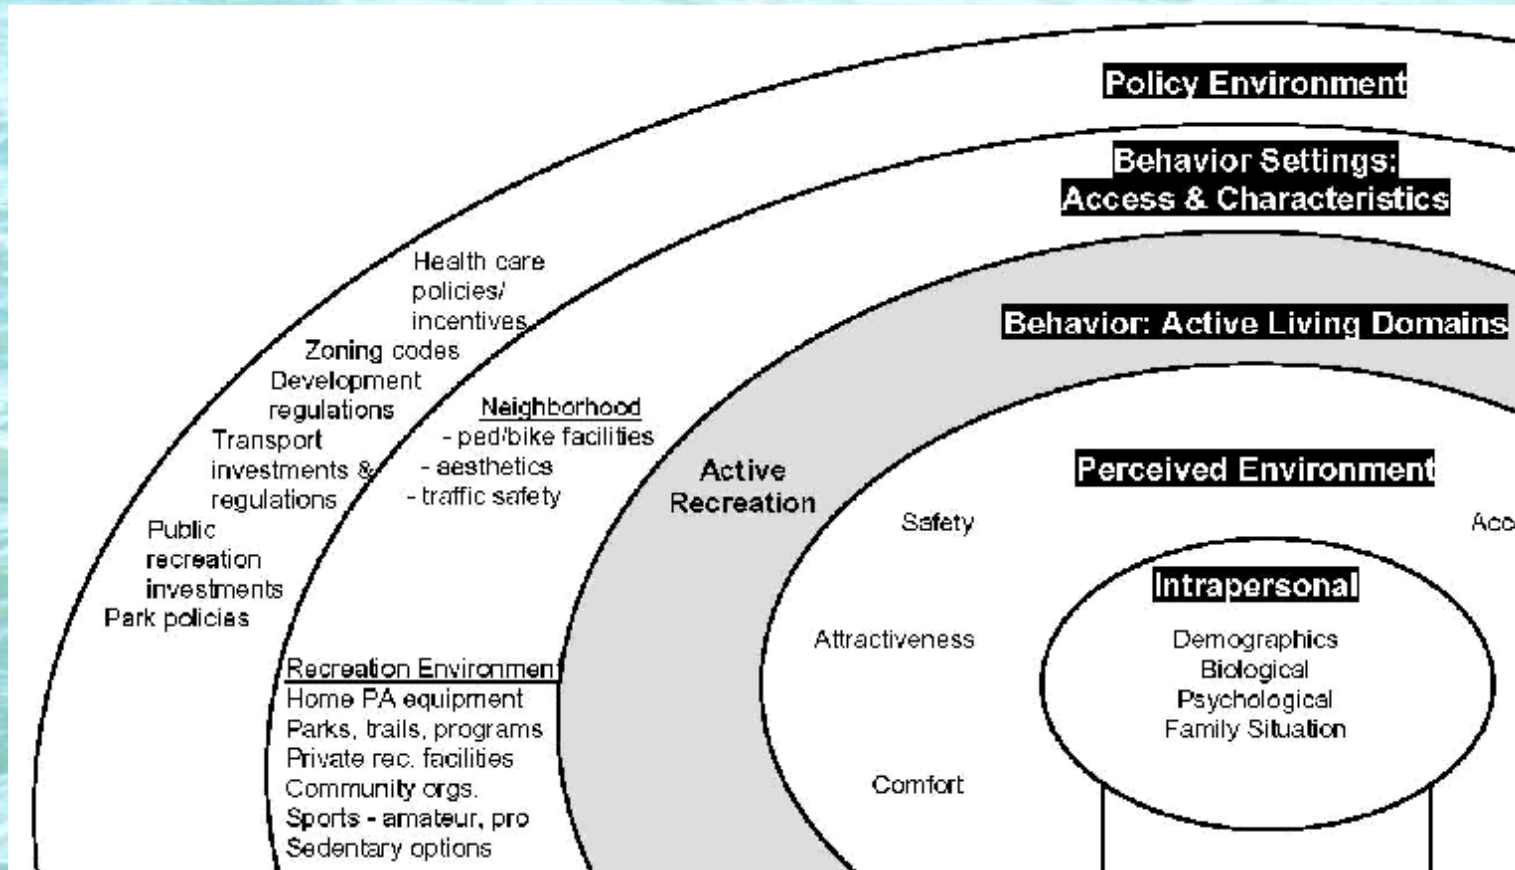 Policy Environment
Behavior Settings:
Access & Characteristics
Behavior: Active Living Domains
Perceived Environment
Intrapersonal
Demographics
Biological
Psychological
Family Situation
Health care
policies/
incentives
Zoning codes
Development
regulations
Transport
investments &
regulations
Public
recreation
investments
Park policies
Neighborhood
- ped/bike facilities
- aesthetics
- traffic safety
Active
Recreation
Safety
Attractiveness
Comfort
Recreation Environment
Home PA equipment
Parks, trails, programs
Private rec. facilities
Community orgs.
Sports - amateur, pro
Sedentary options